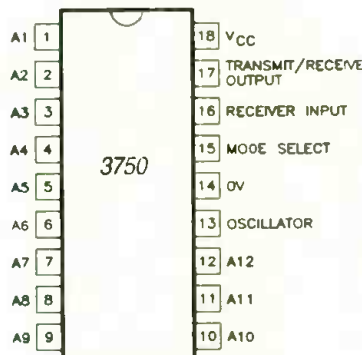 A1 1
A2 2
A3 3
A4 4
A5 5
A6 6
A7 7
A8 8
A9 9
3750
18 VCC
17 TRANSMIT/RECEIVE
OUTPUT
16 RECEIVER INPUT
15 MODE SELECT
14 0V
13 OSCILLATOR
12 A12
11 A11
10 A10